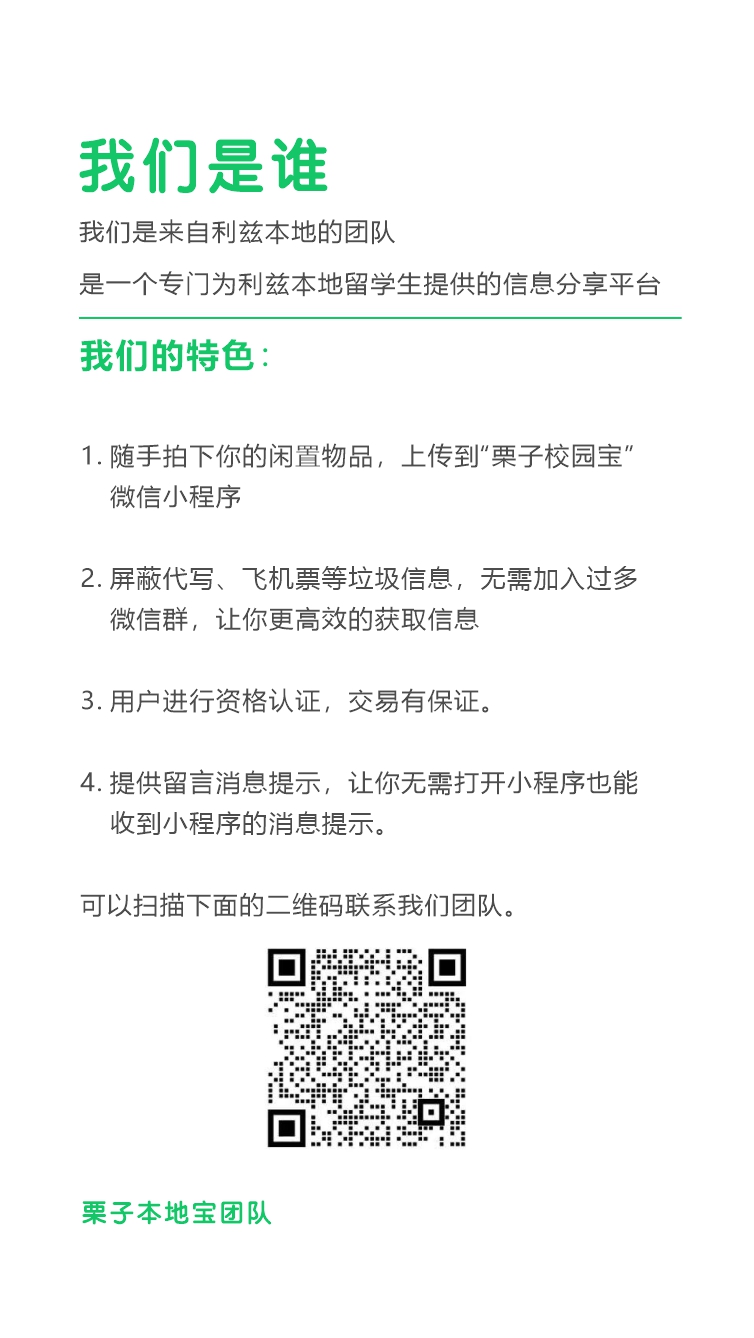 我们是谁
我们是来自利兹本地的团队
是一个专门为利兹本地留学生提供的信息分享平台
我们的特色：
1. 随手拍下你的闲置物品，上传到“栗子校园宝”
微信小程序
2. 屏蔽代写、飞机票等垃圾信息，无需加入过多
微信群，让你更高效的获取信息
3. 用户进行资格认证，交易有保证。
4. 提供留言消息提示，让你无需打开小程序也能
收到小程序的消息提示。
可以扫描下面的二维码联系我们团队。
栗子本地宝团队